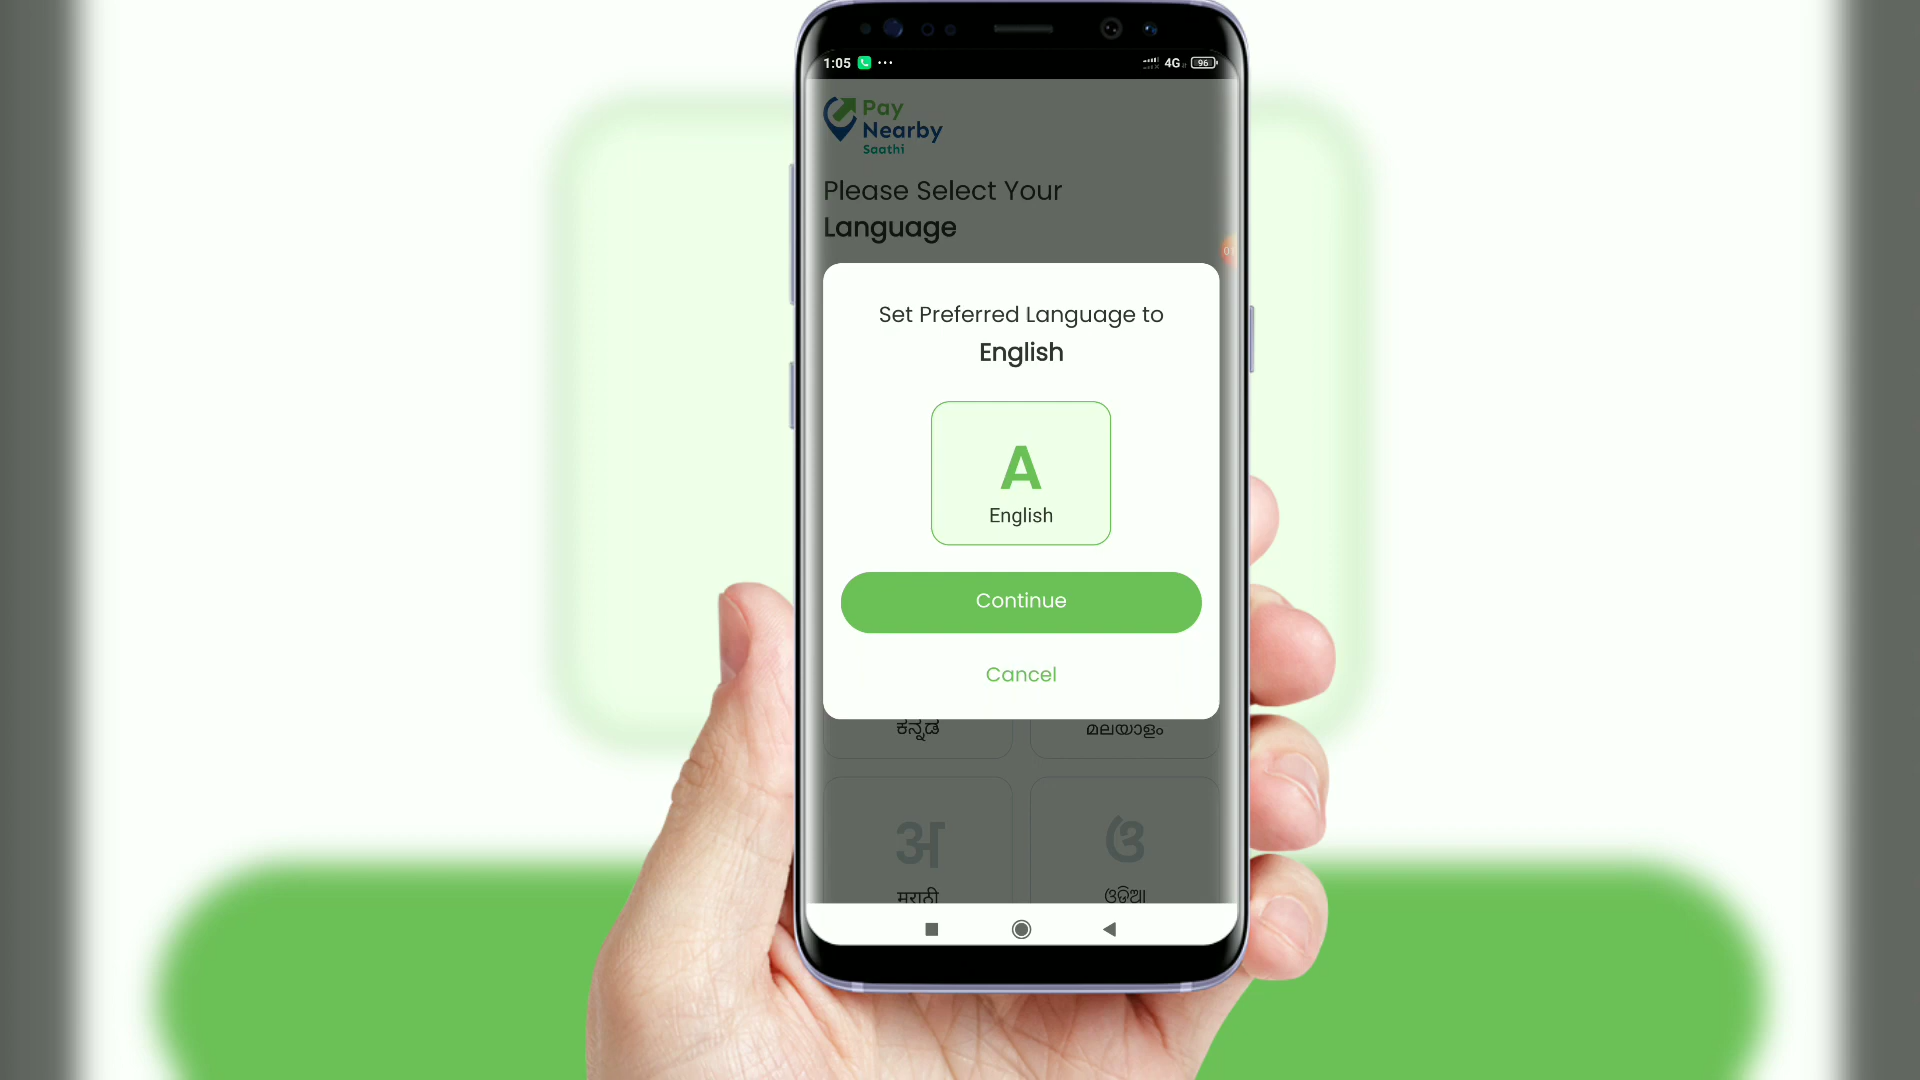 1:05
4G
96
Pay
Nearby
Saathi
Please Select Your
Language
Set Preferred Language to
English
A
English
Continue
Cancel
ಕನ್ನಡ
മലയാളം
अ
ଓ
मराठी
ଓଡିଆ